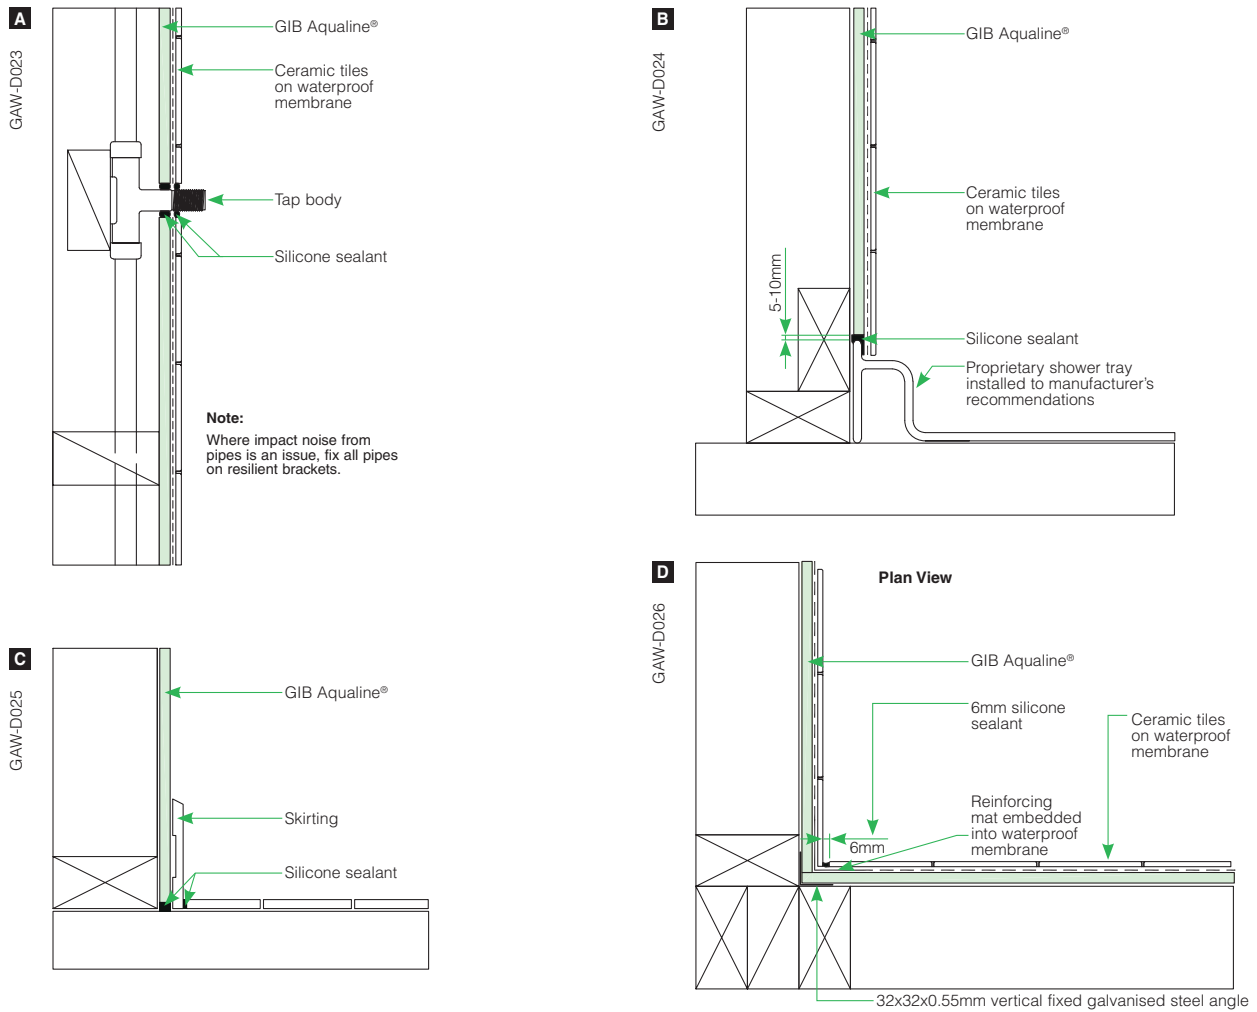 A
GAW-D023
GIB Aqualine®
Ceramic tiles
on waterproof
membrane
Tap body
Silicone sealant
Note:
Where impact noise from
pipes is an issue, fix all pipes
on resilient brackets.
B
GAW-D024
GIB Aqualine®
Ceramic tiles
on waterproof
membrane
5-10mm
Silicone sealant
Proprietary shower tray
installed to manufacturer's
recommendations
C
GAW-D025
GIB Aqualine®
Skirting
Silicone sealant
D
GAW-D026
Plan View
GIB Aqualine®
6mm silicone
sealant
Ceramic tiles
on waterproof
membrane
Reinforcing
mat embedded
into waterproof
membrane
6mm
32x32x0.55mm vertical fixed galvanised steel angle